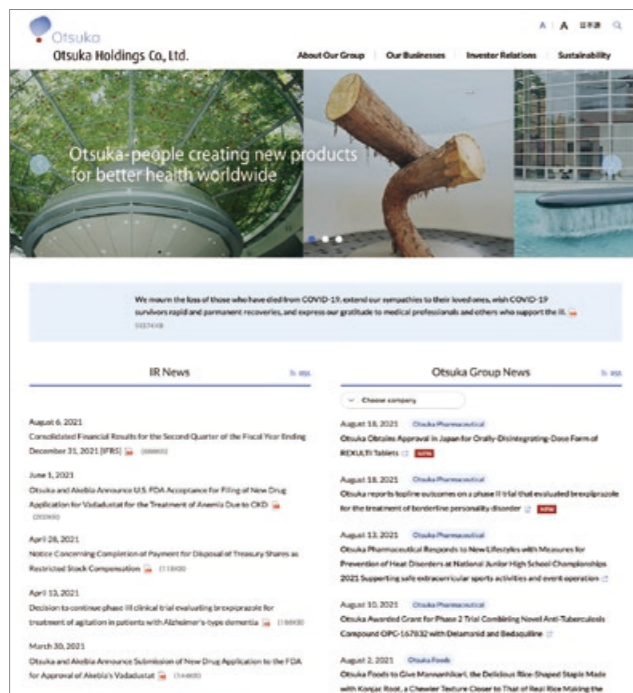 Otsuka
Otsuka Holdings Co., Ltd.
A A 日本語
About Our Group Our Businesses Investor Relations Sustainability
Otsuka-people creating new products
for better health worldwide
We mourn the loss of those who have died from COVID-19, extend our sympathies to their loved ones, wish COVID-19
survivors rapid and parmanent recoveries, and express our gratitude to medical professionals and others who support the ill.
IR News RSS
August 6, 2021
Consolidated Financial Results for the Second Quarter of the Fiscal Year Ending
December 31, 2021 [IFRS]
June 1, 2021
Otsuka and Akebia Announce U.S. FDA Acceptance for Filing of New Drug
Application for Vadadustat for the Treatment of Anemia Due to CKD
April 28, 2021
Notice Concerning Completion of Payment for Disposal of Treasury Shares as
Restricted Stock Compensation (118KB)
April 13, 2021
Decision to continue phase III clinical trial evaluating brexpiprazole for
treatment of agitation in patients with Alzheimer's-type dementia
March 30, 2021
Otsuka and Akebia Announce Submission of New Drug Application to the FDA
for Approval of Akebia's Vadadustat
Otsuka Group News RSS
Choose company
August 18, 2021 Otsuka Pharmaceutical
Otsuka Obtains Approval in Japan for Orally-Disintegrating-Dose Form of
REXULTI Tablets NEW
August 18, 2021 Otsuka Pharmaceutical
Otsuka reports topline outcomes on a phase II trial that evaluated brexpiprazole
for the treatment of borderline personality disorder NEW
August 13, 2021 Otsuka Pharmaceutical
Otsuka Pharmaceutical Responds to New Lifestyles with Measures for
Prevention of Heat Disorders at National Junior High School Championships
2021 Supporting safe extracurricular sports activities and event operation
August 10, 2021 Otsuka Pharmaceutical
Otsuka Awarded Grant for Phase 2 Trial Combining Novel Anti-Tuberculosis
Compound OPC-167832 with Delamanid and Bedaquiline
August 2, 2021 Otsuka Foods
Otsuka Foods to Give Mannanhikari, the Delicious Rice-Shaped Staple Made
with Konjac Root, a Chewier Texture Closer to That of Real Rice Making the